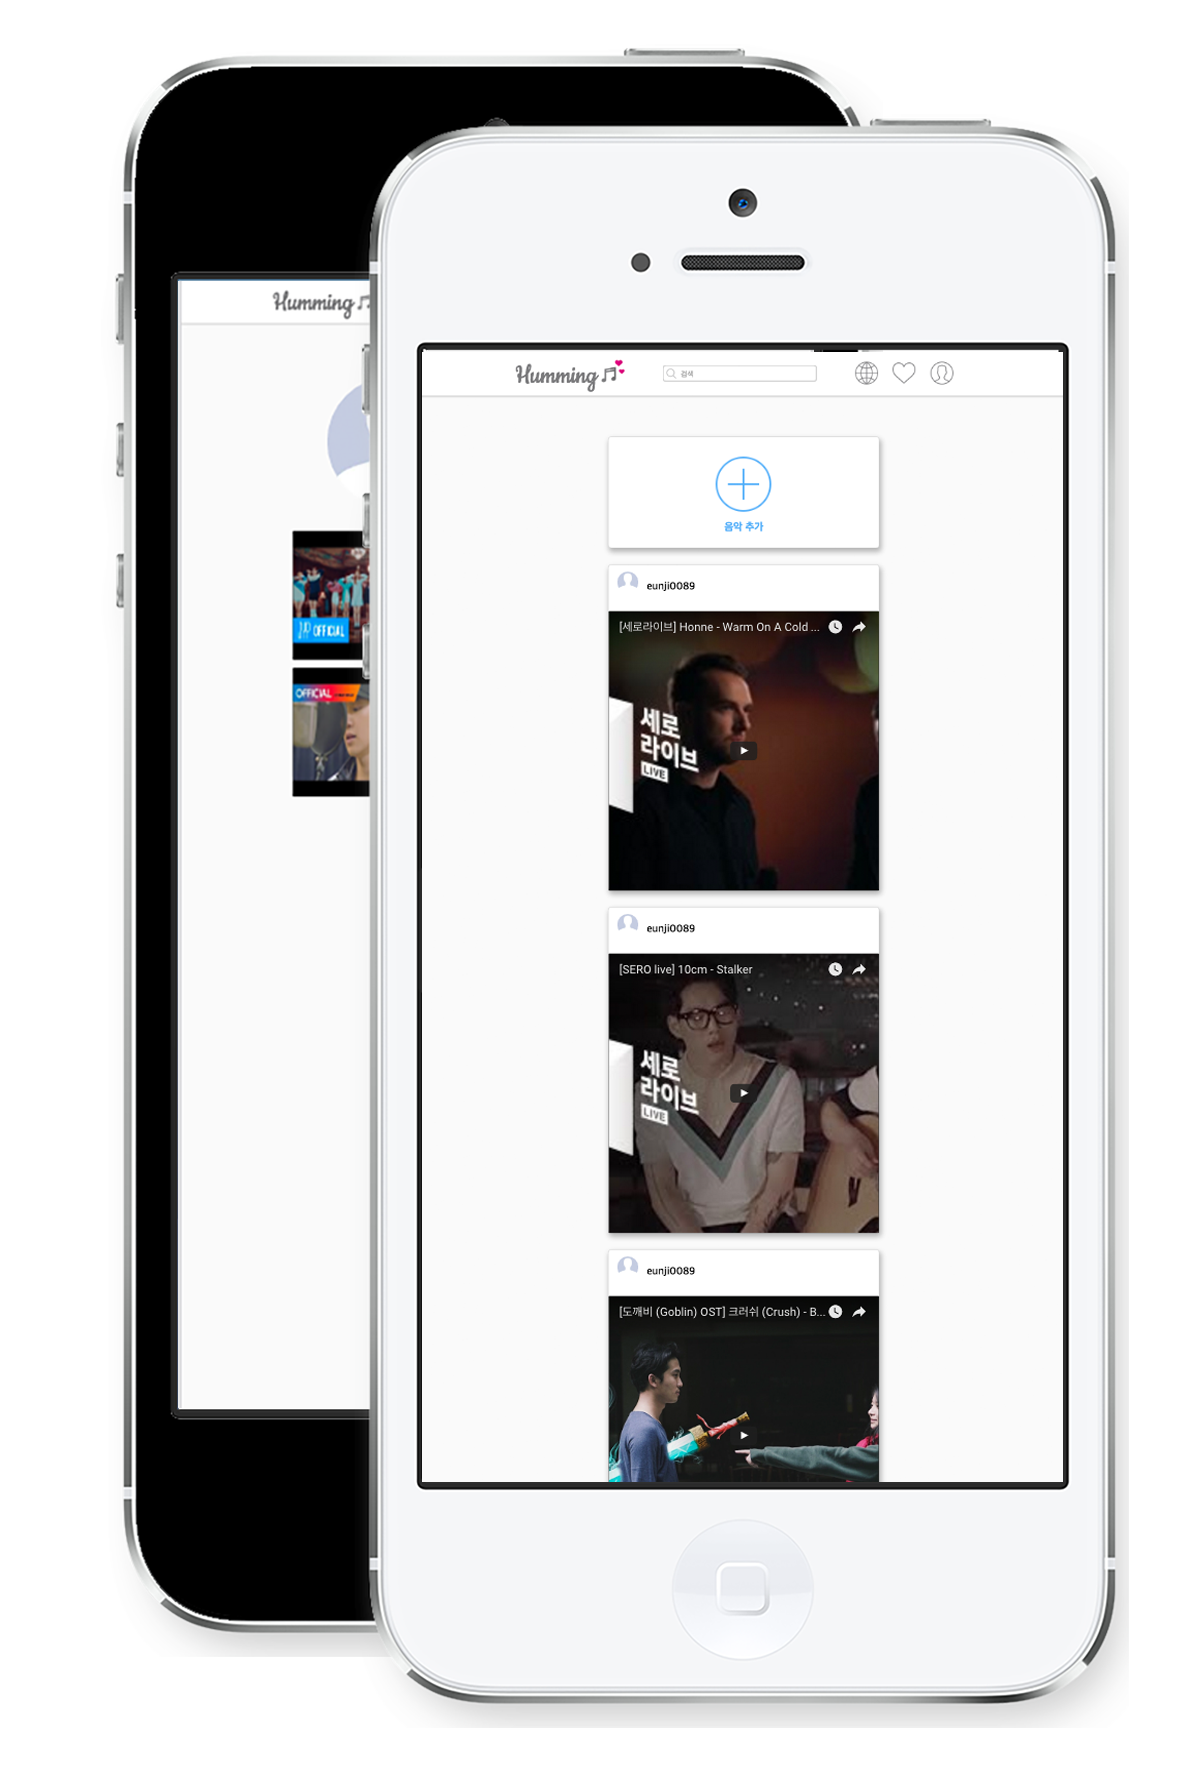 Humming
OFFICIAL
OFFICIAL
Humming
검색
음악 추가
eunji0089
[세로라이브] Honne - Warm On A Cold ...
세로
라이브
LIVE
eunji0089
[SERO live] 10cm - Stalker
세로
라이브
LIVE
eunji0089
[도깨비 (Goblin) OST] 크러쉬 (Crush) - B...